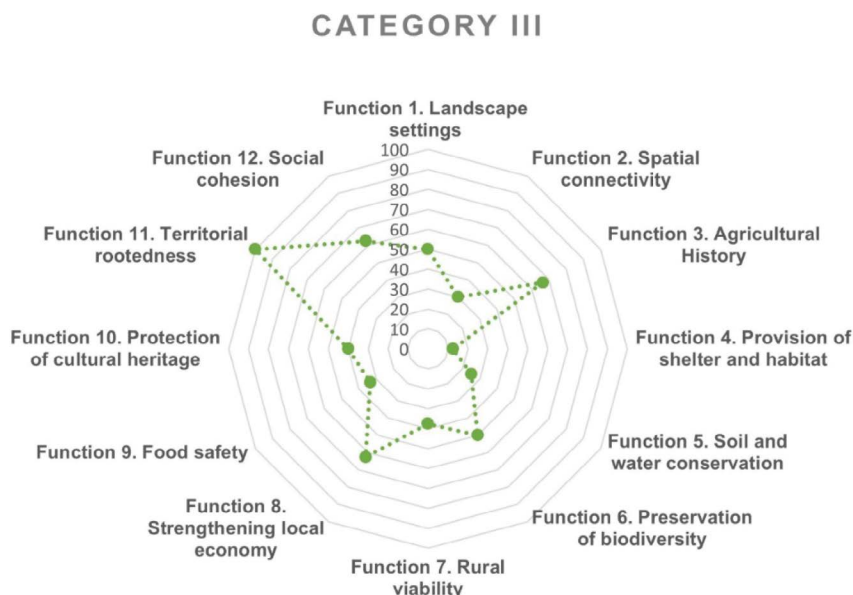 CATEGORY III
Function 1. Landscape
settings
Function 2. Spatial
connectivity
Function 3. Agricultural
History
Function 4. Provision of
shelter and habitat
Function 5. Soil and
water conservation
Function 6. Preservation
of biodiversity
Function 7. Rural
viability
Function 8.
Strengthening local
economy
Function 9. Food safety
Function 10. Protection
of cultural heritage
Function 11. Territorial
rootedness
Function 12. Social
cohesion
100
90
80
70
60
50
40
30
20
10
0